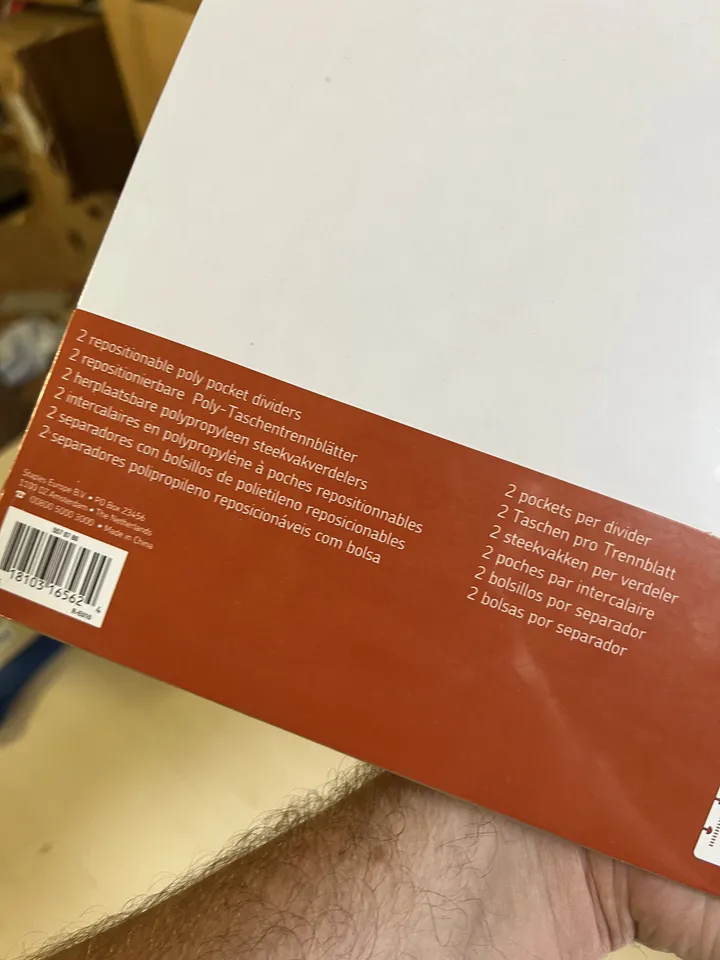 2 repositionable poly pocket dividers
2 repositionierbare Poly-Taschentrennblätter
2 herplaatsbare polypropyleen steekvakverdelers
2 intercalaires en polypropylène à poches repositionnables
2 separadores con bolsillos de polietileno reposicionables
2 separadores polipropileno reposicionáveis com bolsa
2 pockets per divider
2 Taschen pro Trennblatt
2 steekvakken per verdeler
2 poches par intercalaire
2 bolsillos por separador
2 bolsas por separador
Staples Europe B.V • PO Box 23456
1100 DZ Amsterdam • The Netherlands
☎ 00800 5000 3000 • Made in China
18103 16562 4